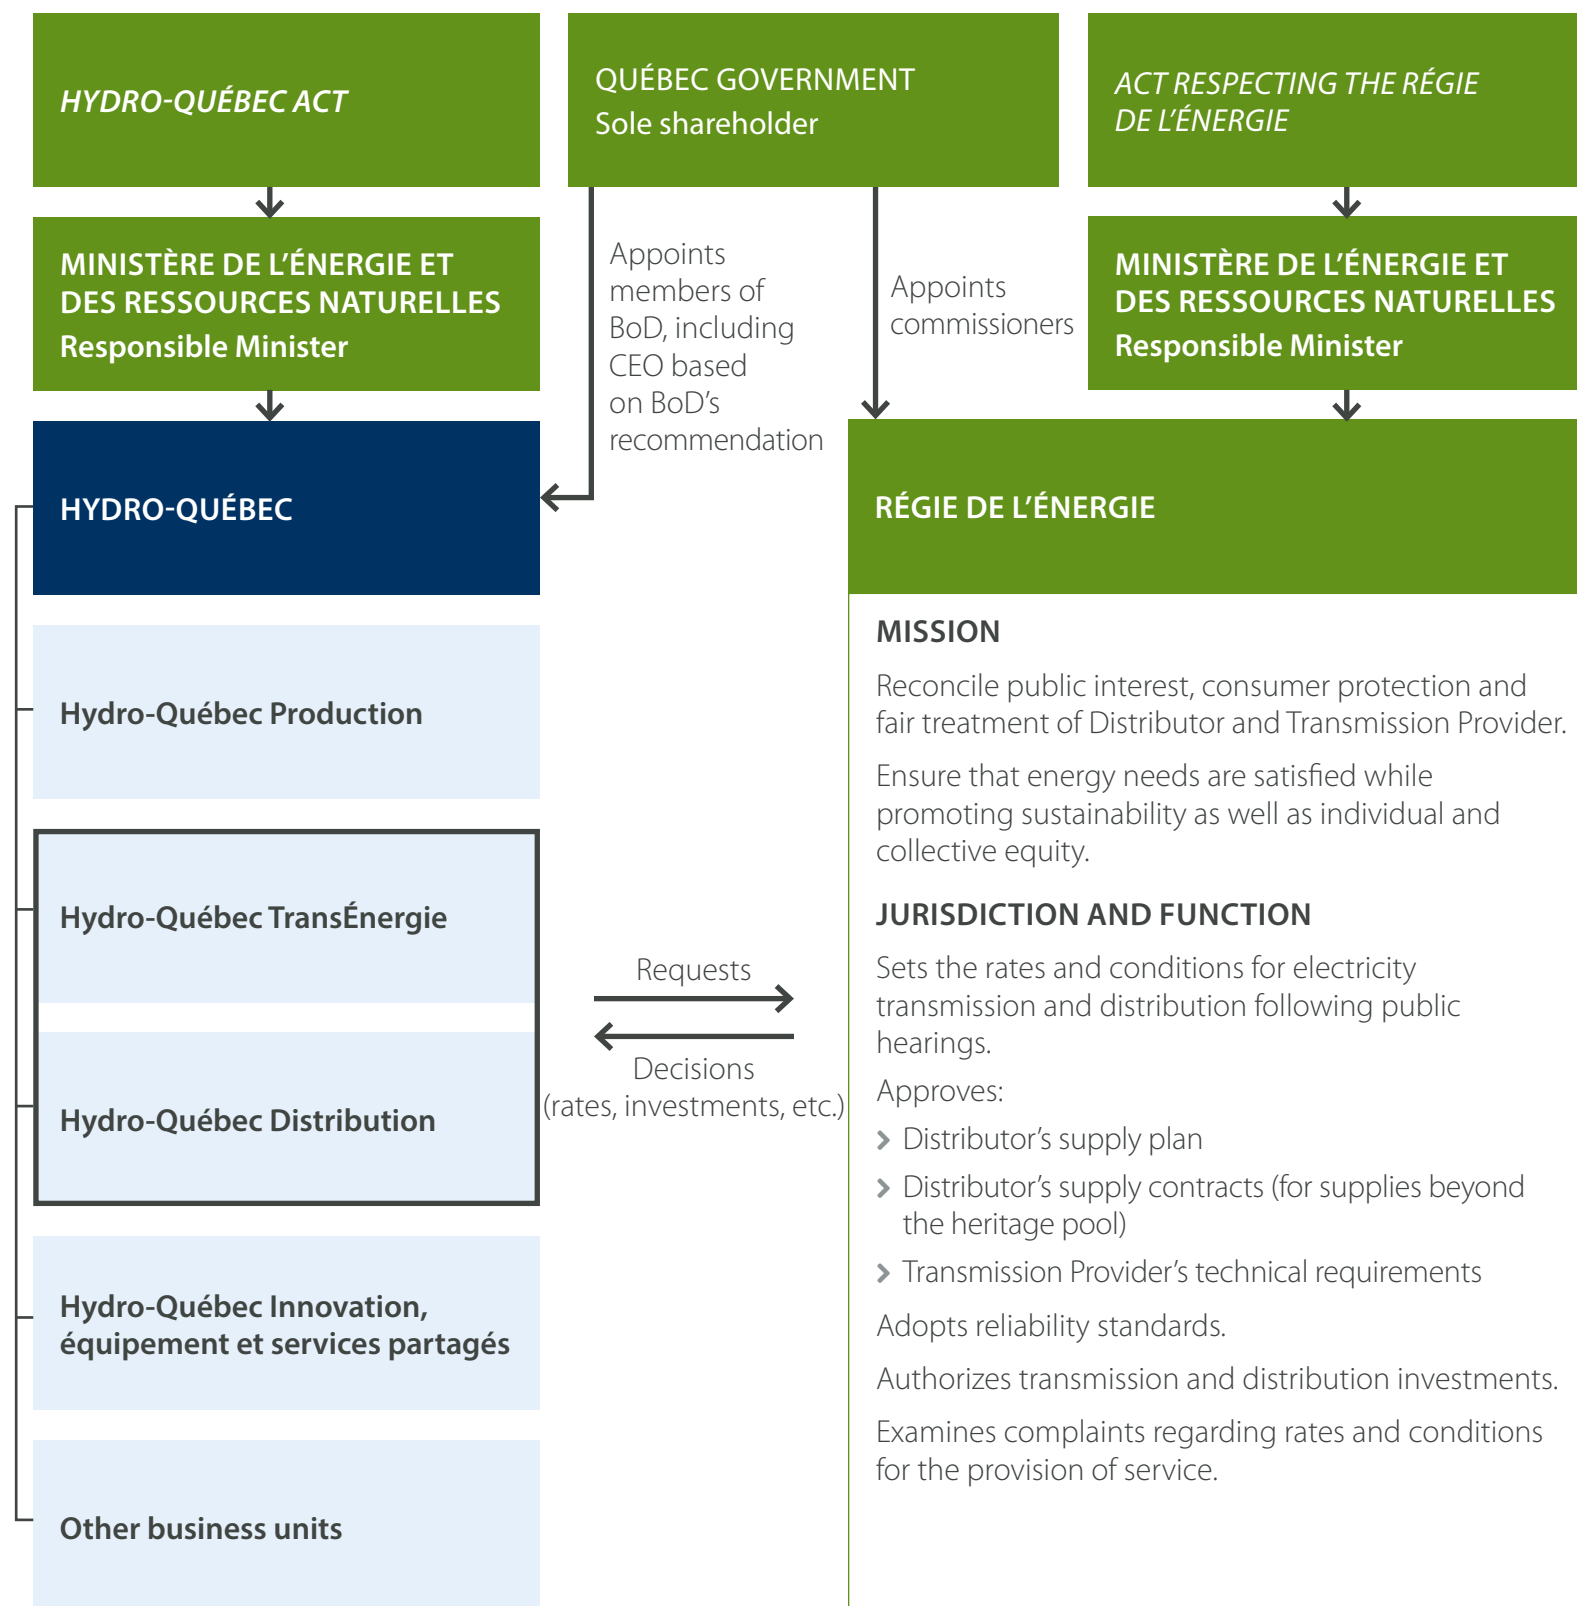 HYDRO-QUÉBEC ACT
QUÉBEC GOVERNMENT
Sole shareholder
ACT RESPECTING THE RÉGIE
DE L’ÉNERGIE
MINISTÈRE DE L’ÉNERGIE ET
DES RESSOURCES NATURELLES
Responsible Minister
Appoints
members of
BoD, including
CEO based
on BoD’s
recommendation
Appoints
commissioners
MINISTÈRE DE L’ÉNERGIE ET
DES RESSOURCES NATURELLES
Responsible Minister
HYDRO-QUÉBEC
RÉGIE DE L’ÉNERGIE
Hydro-Québec Production
Hydro-Québec TransÉnergie
Hydro-Québec Distribution
Hydro-Québec Innovation,
équipement et services partagés
Other business units
Requests
Decisions
(rates, investments, etc.)
MISSION
Reconcile public interest, consumer protection and
fair treatment of Distributor and Transmission Provider.
Ensure that energy needs are satisfied while
promoting sustainability as well as individual and
collective equity.
JURISDICTION AND FUNCTION
Sets the rates and conditions for electricity
transmission and distribution following public
hearings.
Approves:
> Distributor’s supply plan
> Distributor’s supply contracts (for supplies beyond
the heritage pool)
> Transmission Provider’s technical requirements
Adopts reliability standards.
Authorizes transmission and distribution investments.
Examines complaints regarding rates and conditions
for the provision of service.